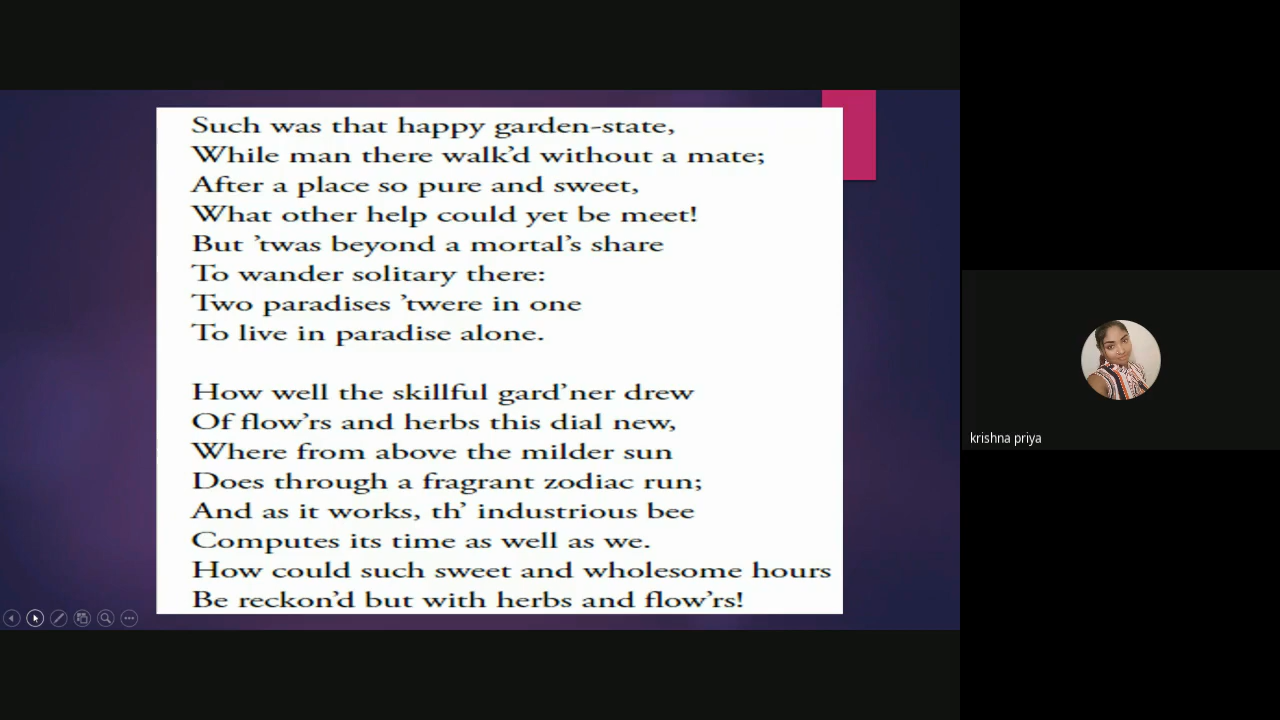 Such was that happy garden-state,
While man there walk'd without a mate;
After a place so pure and sweet,
What other help could yet be meet!
But 'twas beyond a mortal's share
To wander solitary there:
Two paradises 'twere in one
To live in paradise alone.
How well the skillful gard'ner drew
Of flow'rs and herbs this dial new,
Where from above the milder sun
Does through a fragrant zodiac run;
And as it works, th' industrious bee
Computes its time as well as we.
How could such sweet and wholesome hours
Be reckon'd but with herbs and flow'rs!
krishna priya